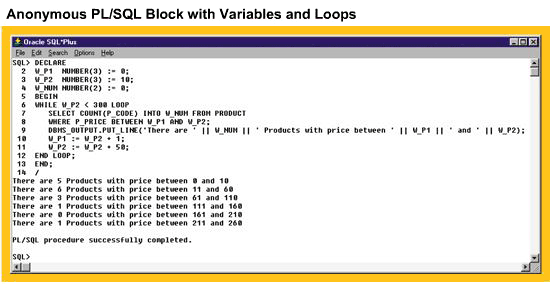 Anonymous PL/SQL Block with Variables and Loops
Oracle SQL*Plus
File Edit Search Options Help
SQL> DECLARE
2 W_P1 NUMBER(3) := 0;
3 W_P2 NUMBER(3) := 10;
4 W_NUM NUMBER(2) := 0;
5 BEGIN
6 WHILE W_P2 < 300 LOOP
7 SELECT COUNT(P_CODE) INTO W_NUM FROM PRODUCT
8 WHERE P_PRICE BETWEEN W_P1 AND W_P2;
9 DBMS_OUTPUT.PUT_LINE('There are ' || W_NUM || ' Products with price between ' || W_P1 || ' and ' || W_P2);
10 W_P1 := W_P2 + 1;
11 W_P2 := W_P2 + 50;
12 END LOOP;
13 END;
14 /
There are 5 Products with price between 0 and 10
There are 6 Products with price between 11 and 60
There are 3 Products with price between 61 and 110
There are 1 Products with price between 111 and 160
There are 0 Products with price between 161 and 210
There are 1 Products with price between 211 and 260
PL/SQL procedure successfully completed.
SQL>